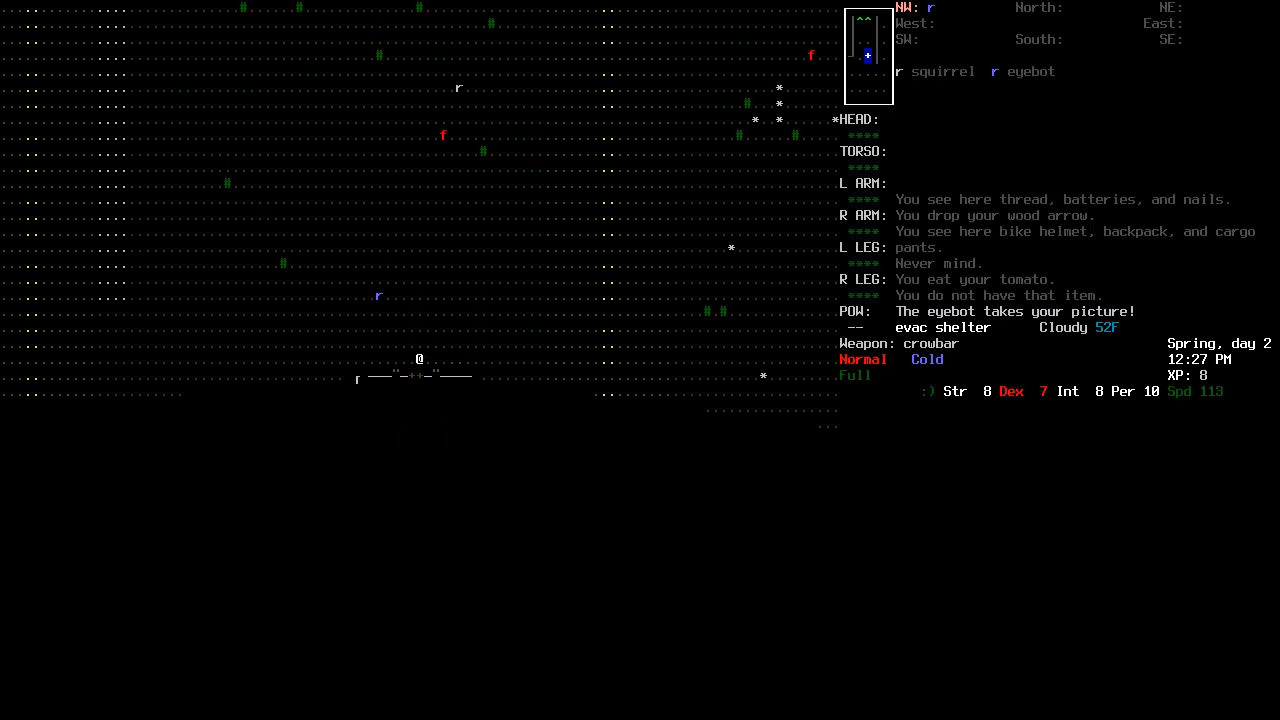 NW: r North: NE:
West: East:
SW: South: SE:
r squirrel r eyebot
HEAD:
****
TORSO:
****
L ARM:
****
R ARM:
****
L LEG:
****
R LEG:
****
POW:
--
You see here thread, batteries, and nails.
You drop your wood arrow.
You see here bike helmet, backpack, and cargo
pants.
Never mind.
You eat your tomato.
You do not have that item.
The eyebot takes your picture!
evac shelter Cloudy 52F
Weapon: crowbar Spring, day 2
Normal Cold 12:27 PM
Full XP: 8
:) Str 8 Dex 7 Int 8 Per 10 Spd 113